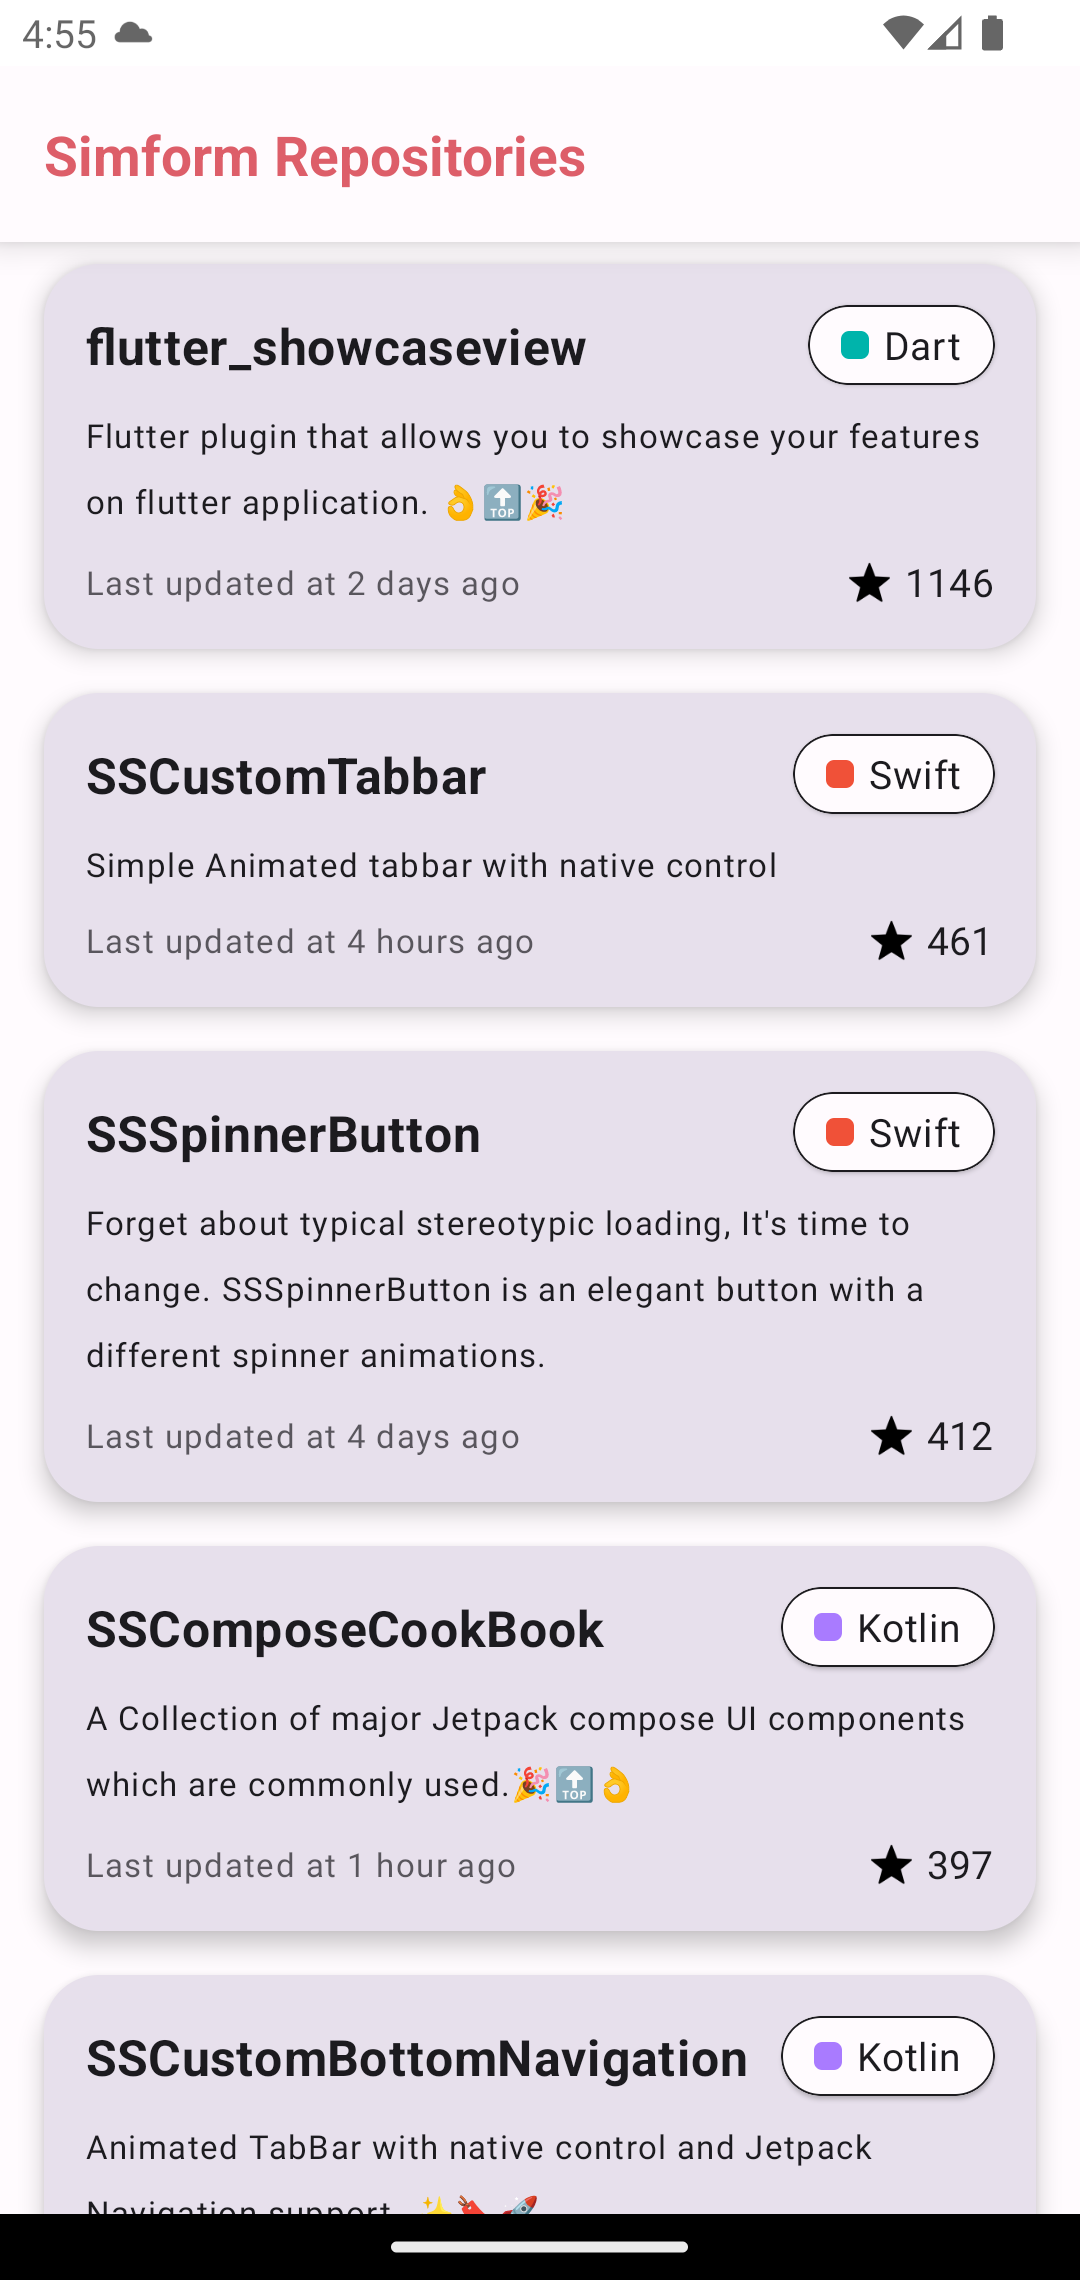 4:55
Simform Repositories
flutter_showcaseview
Dart
Flutter plugin that allows you to showcase your features
on flutter application. 👌🔝🎉
Last updated at 2 days ago
1146
SSCustomTabbar
Swift
Simple Animated tabbar with native control
Last updated at 4 hours ago
461
SSSpinnerButton
Swift
Forget about typical stereotypic loading, It's time to
change. SSSpinnerButton is an elegant button with a
different spinner animations.
Last updated at 4 days ago
412
SSComposeCookBook
Kotlin
A Collection of major Jetpack compose UI components
which are commonly used.🎉🔝👌
Last updated at 1 hour ago
397
SSCustomBottomNavigation
Kotlin
Animated TabBar with native control and Jetpack
Navigation support. ✨🔖🚀